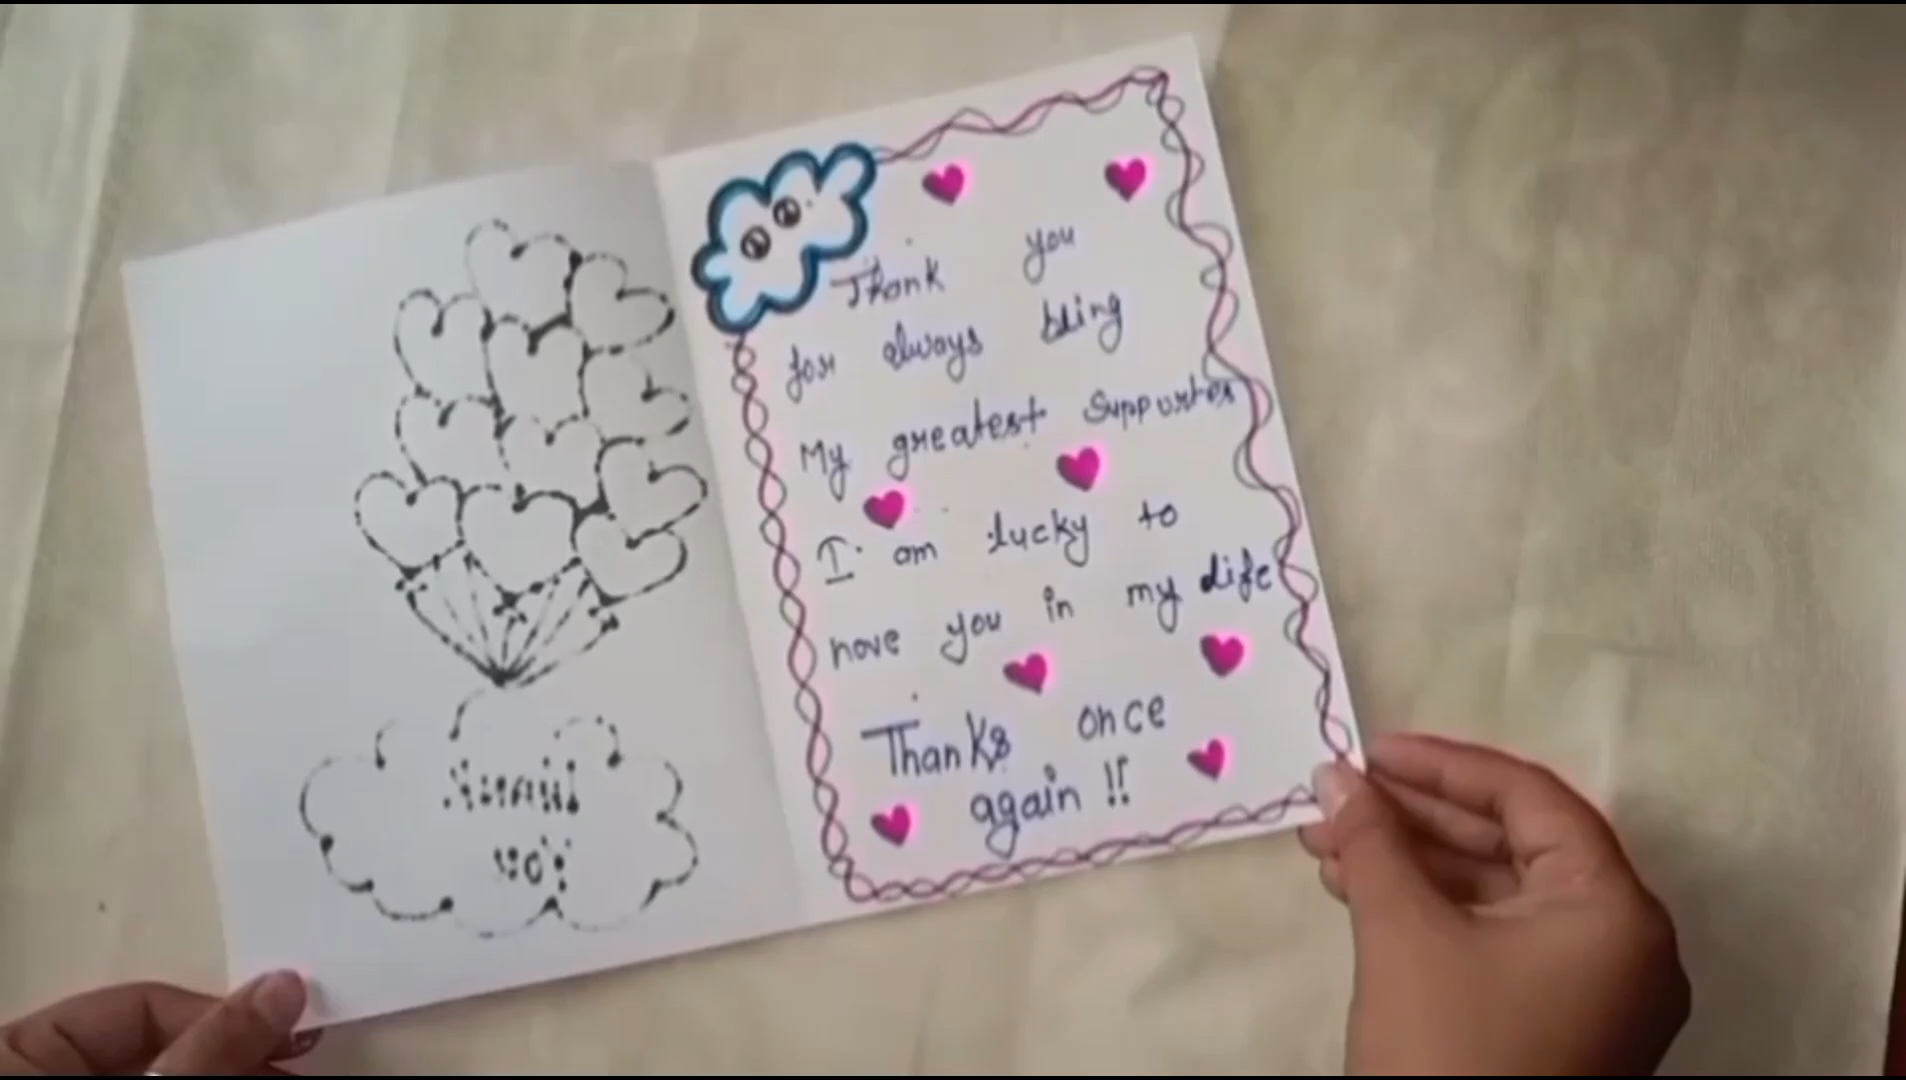 Thank you
for always being
My greatest Supporter
I am lucky to
have you in my life
Thanks once
again !!